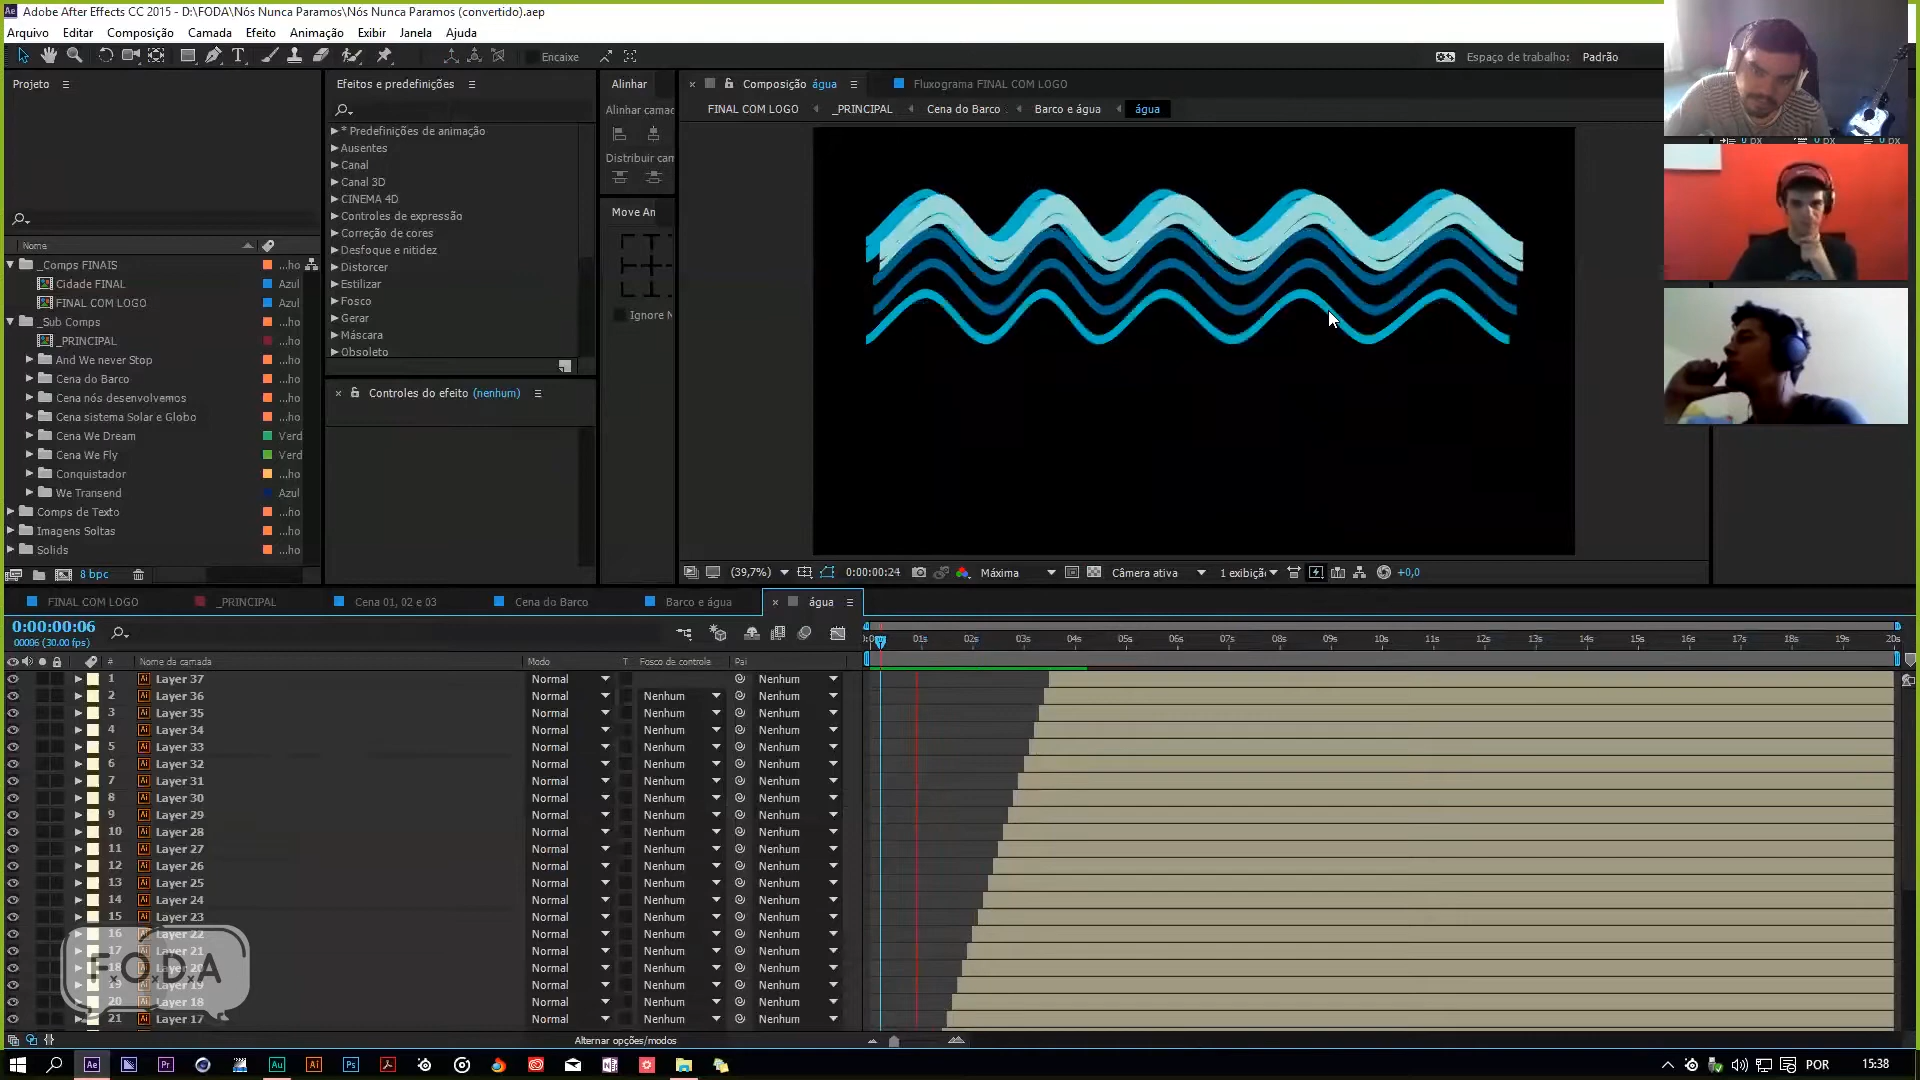 Adobe After Effects CC 2015 - D:\FODA\Nós Nunca Paramos\Nós Nunca Paramos (convertido).aep
Arquivo Editar Composição Camada Efeito Animação Exibir Janela Ajuda
Encaixe Espaço de trabalho: Padrão
Projeto Efeitos e predefinições Alinhar Composição água Fluxograma FINAL COM LOGO
Alinhar camac FINAL COM LOGO _PRINCIPAL Cena do Barco Barco e água água
* Predefinições de animação
Ausentes
Canal
Distribuir cam
Canal 3D
CINEMA 4D
Controles de expressão
Move An
Correção de cores
Desfoque e nitidez
Distorcer
Estilizar
Fosco
Gerar
Ignore N
Máscara
Obsoleto
Nome
_Comps FINAIS ...ho
Cidade FINAL Azul
FINAL COM LOGO Azul
_Sub Comps ...ho
_PRINCIPAL
And We never Stop ...ho
Cena do Barco ...ho
Cena nós desenvolvemos ...ho
Cena sistema Solar e Globo ...ho
Cena We Dream Verd
Cena We Fly Verd
Conquistador ...ho
We Transend Azul
Comps de Texto ...ho
Imagens Soltas ...ho
Solids ...ho
8 bpc
Controles do efeito (nenhum)
0 px 0 px 0 px
(39,7%) 0:00:00:24 Máxima Câmera ativa 1 exibiçã +0,0
FINAL COM LOGO _PRINCIPAL Cena 01, 02 e 03 Cena do Barco Barco e água água
0:00:00:06
00006 (30.00 fps)
01s 02s 03s 04s 05s 06s 07s 08s 09s 10s 11s 12s 13s 14s 15s 16s 17s 18s 19s 20s
# Nome da camada Modo T Fosco de controle Pai
1 Layer 37 Normal Nenhum
2 Layer 36 Normal Nenhum Nenhum
3 Layer 35 Normal Nenhum Nenhum
4 Layer 34 Normal Nenhum Nenhum
5 Layer 33 Normal Nenhum Nenhum
6 Layer 32 Normal Nenhum Nenhum
7 Layer 31 Normal Nenhum Nenhum
8 Layer 30 Normal Nenhum Nenhum
9 Layer 29 Normal Nenhum Nenhum
10 Layer 28 Normal Nenhum Nenhum
11 Layer 27 Normal Nenhum Nenhum
12 Layer 26 Normal Nenhum Nenhum
13 Layer 25 Normal Nenhum Nenhum
14 Layer 24 Normal Nenhum Nenhum
15 Layer 23 Normal Nenhum Nenhum
16 Layer 22 Normal Nenhum Nenhum
17 Layer 21 Normal Nenhum Nenhum
18 Layer 20 Normal Nenhum Nenhum
19 Layer 19 Normal Nenhum Nenhum
20 Layer 18 Normal Nenhum Nenhum
21 Layer 17 Normal Nenhum Nenhum
FxOxDxA
Alternar opções/modos
Ae Pr Au Ai Ps POR 15:38